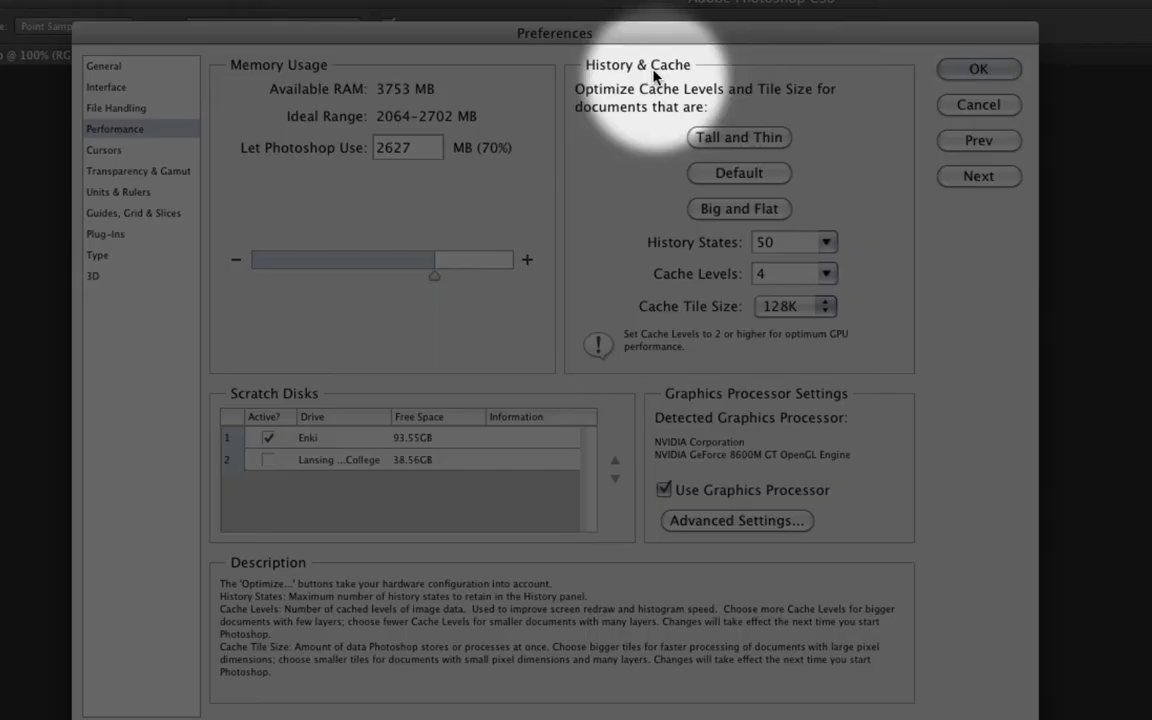 e:
Point Samp
Preferences
p @ 100% (RG
General
Interface
File Handling
Performance
Cursors
Transparency & Gamut
Units & Rulers
Guides, Grid & Slices
Plug-Ins
Type
3D
Memory Usage
Available RAM: 3753 MB
Ideal Range: 2064-2702 MB
Let Photoshop Use: 2627 MB (70%)
− +
History & Cache
Optimize Cache Levels and Tile Size for
documents that are:
Tall and Thin
Default
Big and Flat
History States: 50
Cache Levels: 4
Cache Tile Size: 128K
! Set Cache Levels to 2 or higher for optimum GPU
performance.
OK
Cancel
Prev
Next
Scratch Disks
Active? Drive Free Space Information
1 Enki 93.55GB
2 Lansing ...College 38.56GB
Graphics Processor Settings
Detected Graphics Processor:
NVIDIA Corporation
NVIDIA GeForce 8600M GT OpenGL Engine
Use Graphics Processor
Advanced Settings...
Description
The 'Optimize...' buttons take your hardware configuration into account.
History States: Maximum number of history states to retain in the History panel.
Cache Levels: Number of cached levels of image data.  Used to improve screen redraw and histogram speed.  Choose more Cache Levels for bigger
documents with few layers; choose fewer Cache Levels for smaller documents with many layers. Changes will take effect the next time you start
Photoshop.
Cache Tile Size: Amount of data Photoshop stores or processes at once. Choose bigger tiles for faster processing of documents with large pixel
dimensions; choose smaller tiles for documents with small pixel dimensions and many layers. Changes will take effect the next time you start
Photoshop.